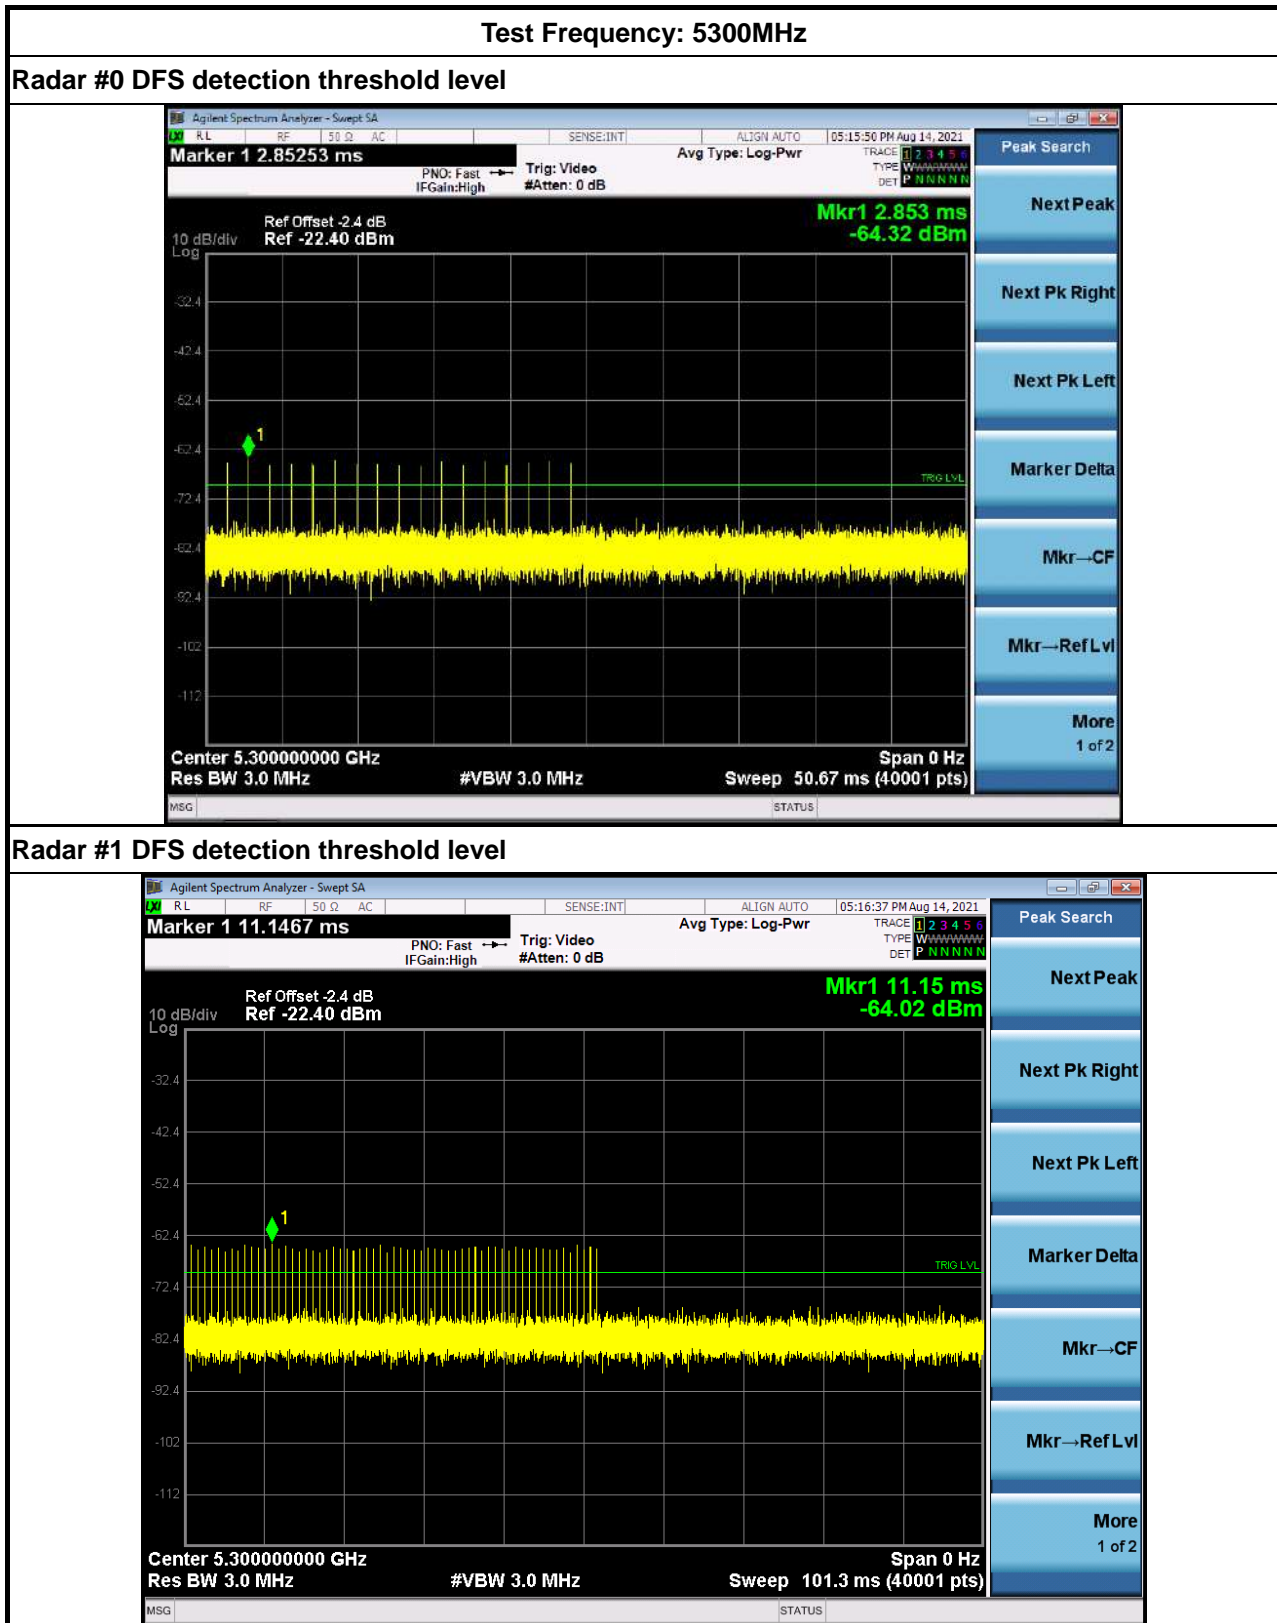 Test Frequency: 5300MHz
Radar #0 DFS detection threshold level
Agilent Spectrum Analyzer - Swept SA
LXI RL RF 50 Ω AC SENSE:INT ALIGN AUTO 05:15:50 PM Aug 14, 2021
Marker 1 2.85253 ms
PNO: Fast
IFGain:High
Trig: Video
#Atten: 0 dB
Avg Type: Log-Pwr
TRACE 1 2 3 4 5 6
TYPE WWWWWW
DET P N N N N N
Peak Search
Mkr1 2.853 ms
-64.32 dBm
Ref Offset -2.4 dB
10 dB/div Ref -22.40 dBm
Log
-32.4
-42.4
-52.4
-62.4
-72.4
-82.4
-92.4
-102
-112
1
TRIG LVL
Center 5.300000000 GHz Span 0 Hz
Res BW 3.0 MHz #VBW 3.0 MHz Sweep 50.67 ms (40001 pts)
MSG STATUS
Next Peak
Next Pk Right
Next Pk Left
Marker Delta
Mkr→CF
Mkr→Ref Lvl
More
1 of 2
Radar #1 DFS detection threshold level
Agilent Spectrum Analyzer - Swept SA
LXI RL RF 50 Ω AC SENSE:INT ALIGN AUTO 05:16:37 PM Aug 14, 2021
Marker 1 11.1467 ms
PNO: Fast
IFGain:High
Trig: Video
#Atten: 0 dB
Avg Type: Log-Pwr
TRACE 1 2 3 4 5 6
TYPE WWWWWW
DET P N N N N N
Peak Search
Mkr1 11.15 ms
-64.02 dBm
Ref Offset -2.4 dB
10 dB/div Ref -22.40 dBm
Log
-32.4
-42.4
-52.4
-62.4
-72.4
-82.4
-92.4
-102
-112
1
TRIG LVL
Center 5.300000000 GHz Span 0 Hz
Res BW 3.0 MHz #VBW 3.0 MHz Sweep 101.3 ms (40001 pts)
MSG STATUS
Next Peak
Next Pk Right
Next Pk Left
Marker Delta
Mkr→CF
Mkr→Ref Lvl
More
1 of 2